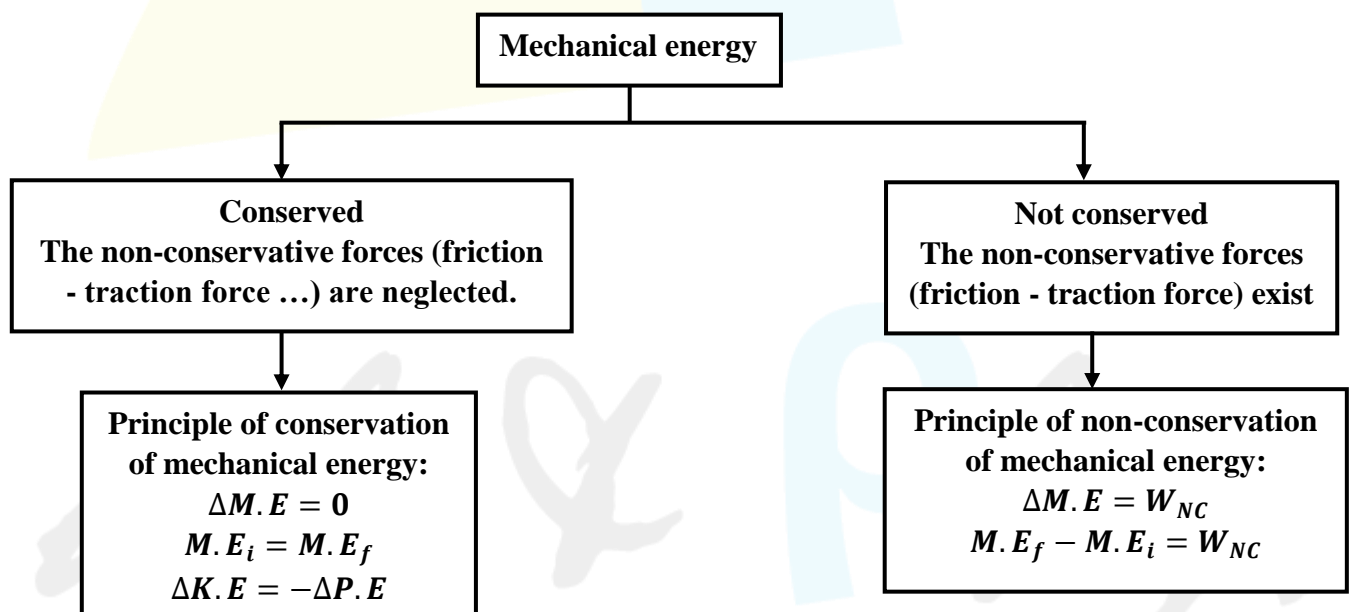 Mechanical energy
Conserved
The non-conservative forces (friction
- traction force …) are neglected.
Not conserved
The non-conservative forces
(friction - traction force) exist
Principle of conservation
of mechanical energy:
ΔM.E = 0
M.E_i = M.E_f
ΔK.E = −ΔP.E
Principle of non-conservation
of mechanical energy:
ΔM.E = W_NC
M.E_f − M.E_i = W_NC